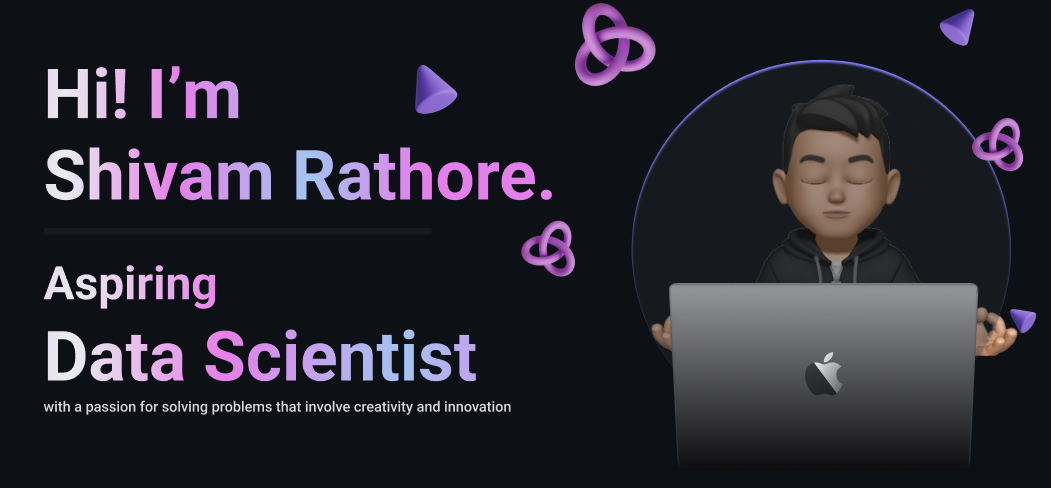 Hi! I’m
Shivam Rathore.
Aspiring
Data Scientist
with a passion for solving problems that involve creativity and innovation